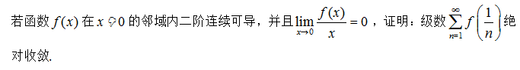 若函数 f(x) 在 x=0 的邻域内二阶连续可导，并且 lim_{x→0} f(x)/x = 0，证明：级数 ∑_{n=1}^{∞} f(1/n) 绝
对收敛.